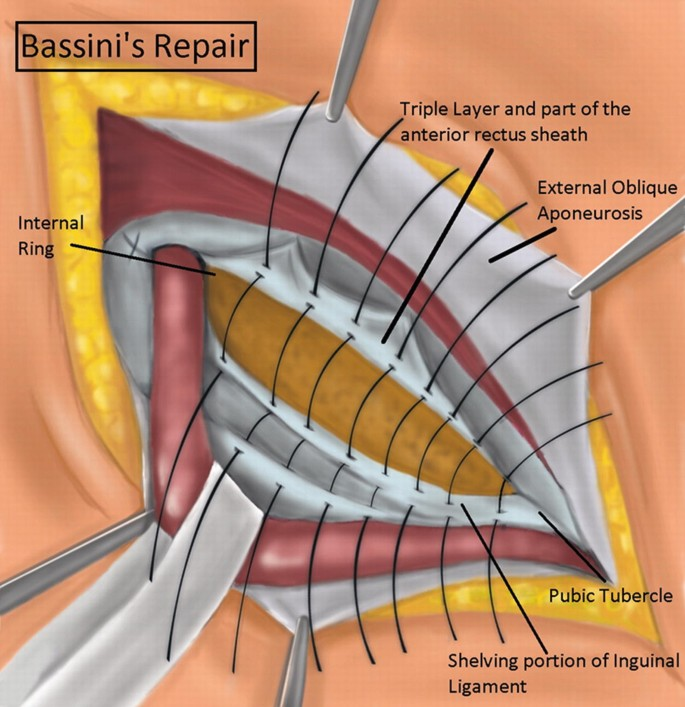 Bassini's Repair
Triple Layer and part of the
anterior rectus sheath
External Oblique
Aponeurosis
Internal
Ring
Pubic Tubercle
Shelving portion of Inguinal
Ligament